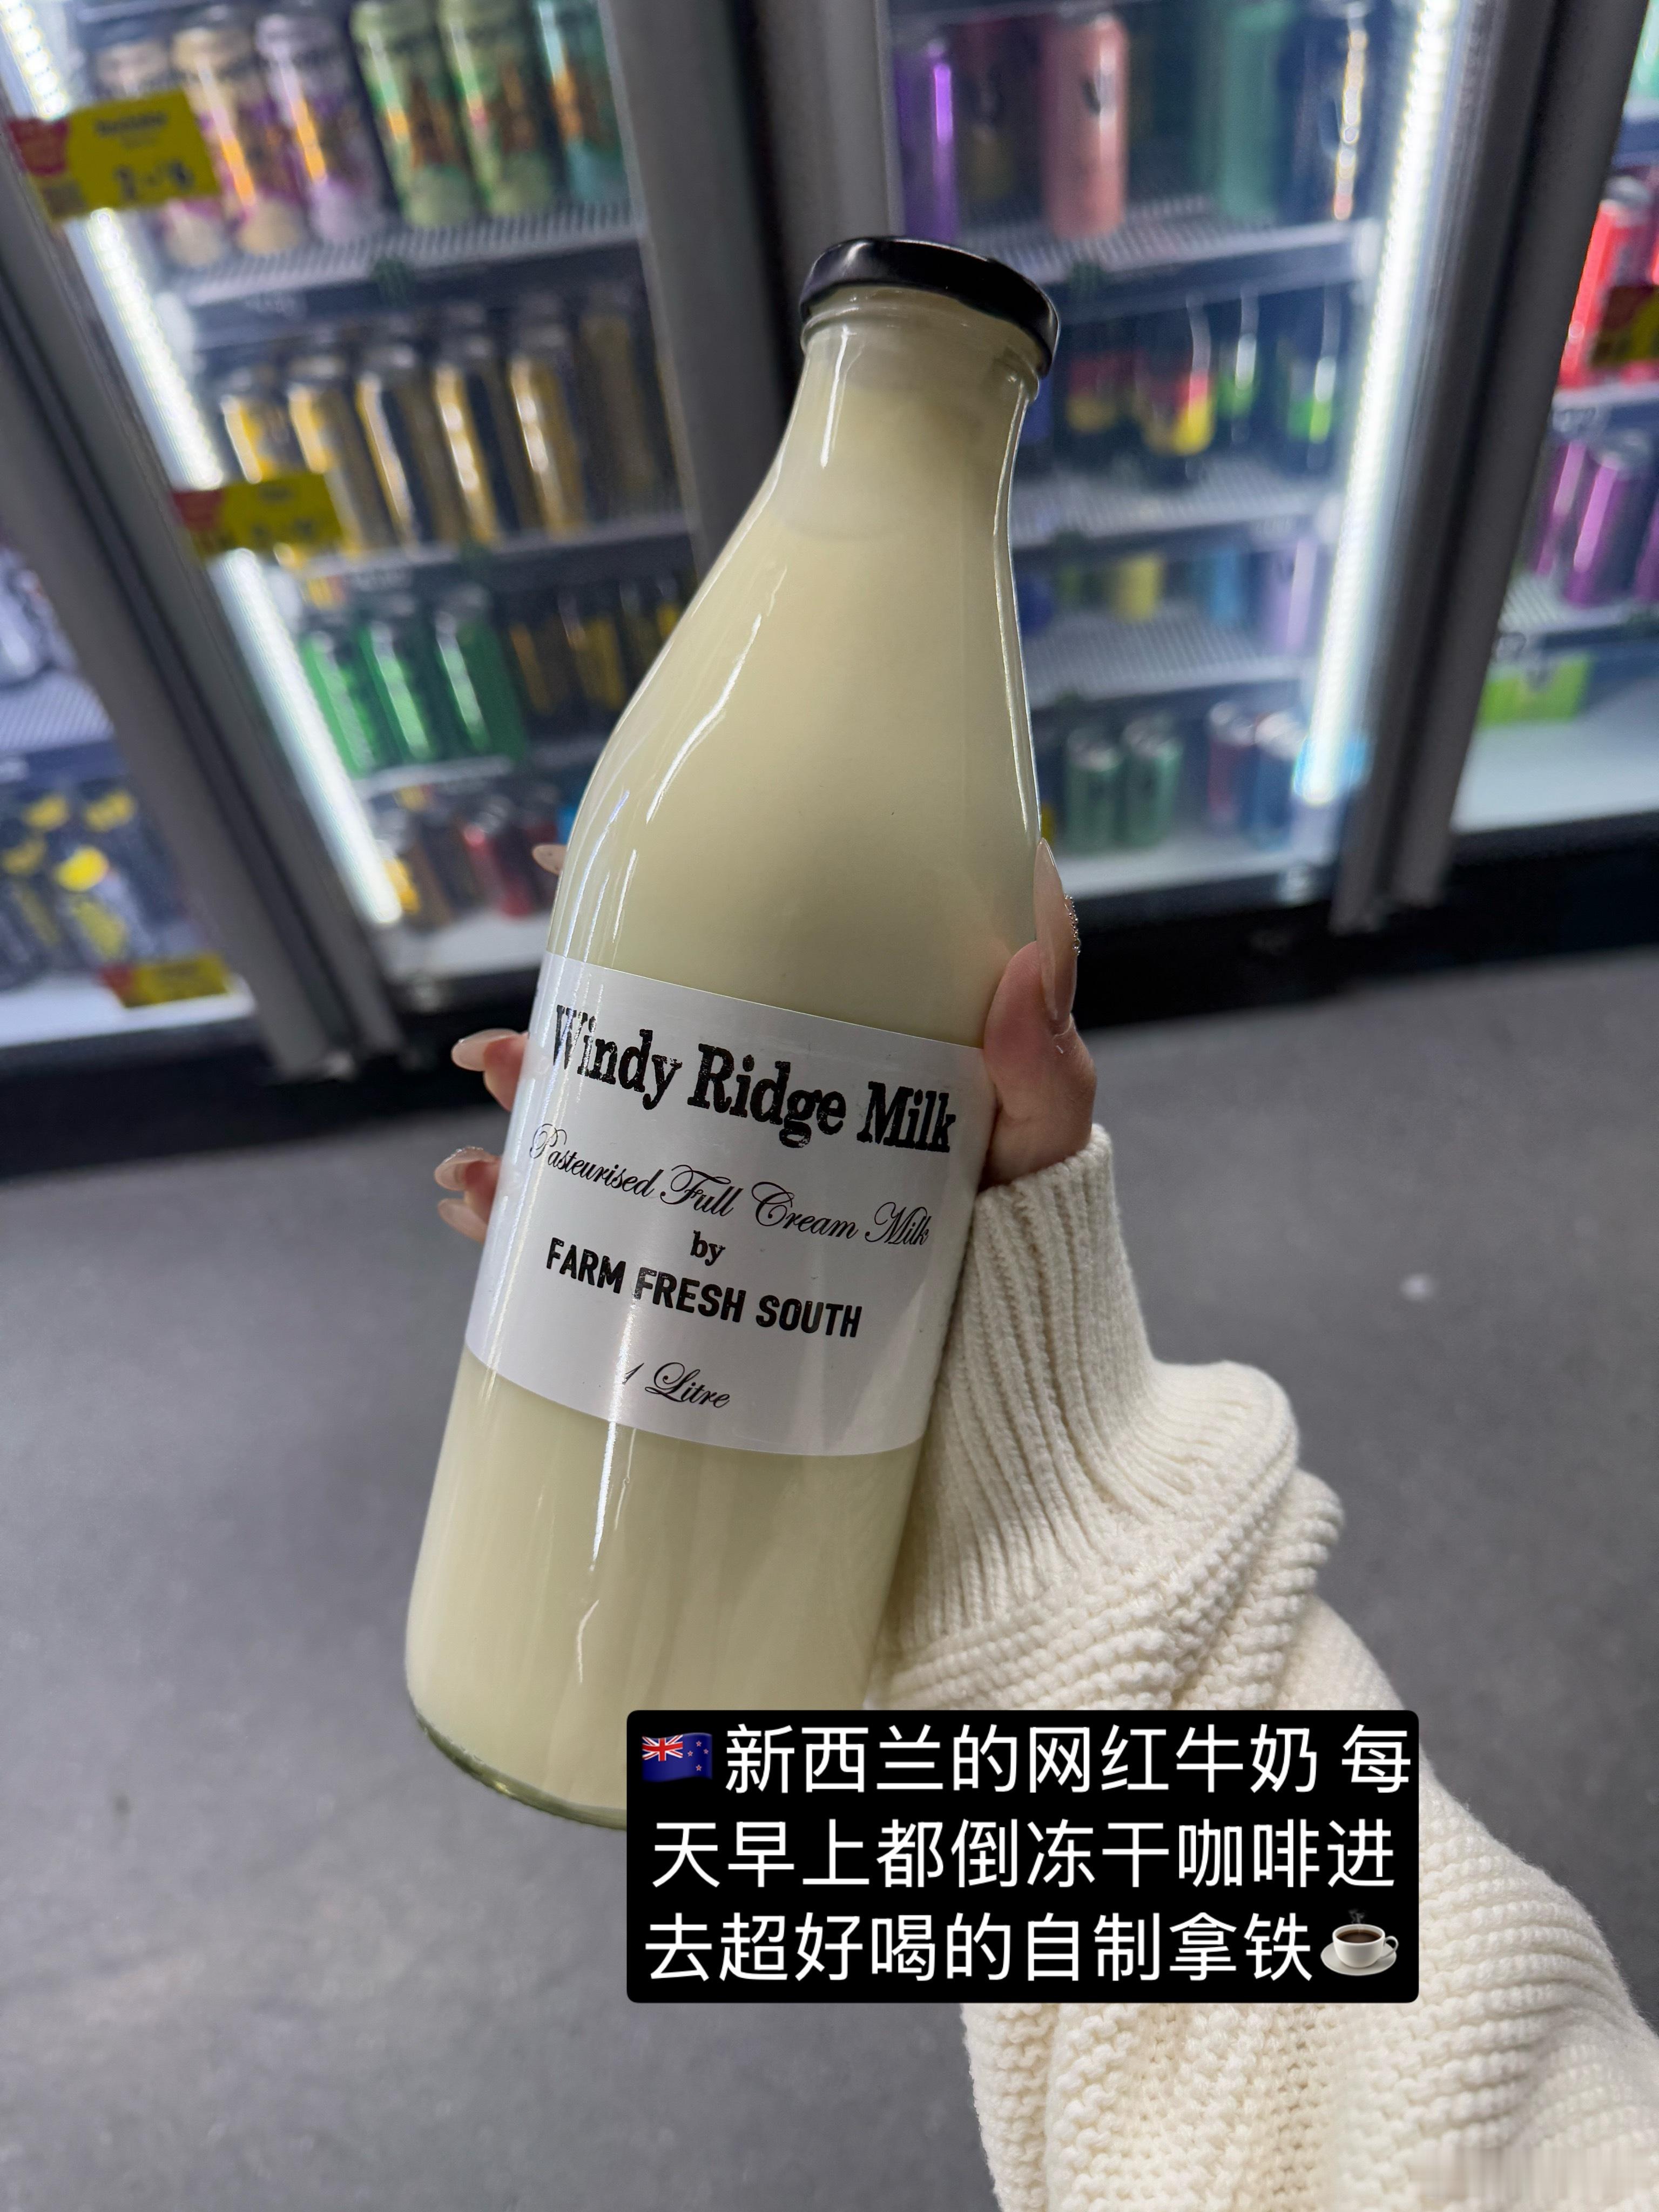 Windy Ridge Milk
Pasteurised Full Cream Milk
by
FARM FRESH SOUTH
1 Litre
🇳🇿新西兰的网红牛奶 每
天早上都倒冻干咖啡进
去超好喝的自制拿铁☕